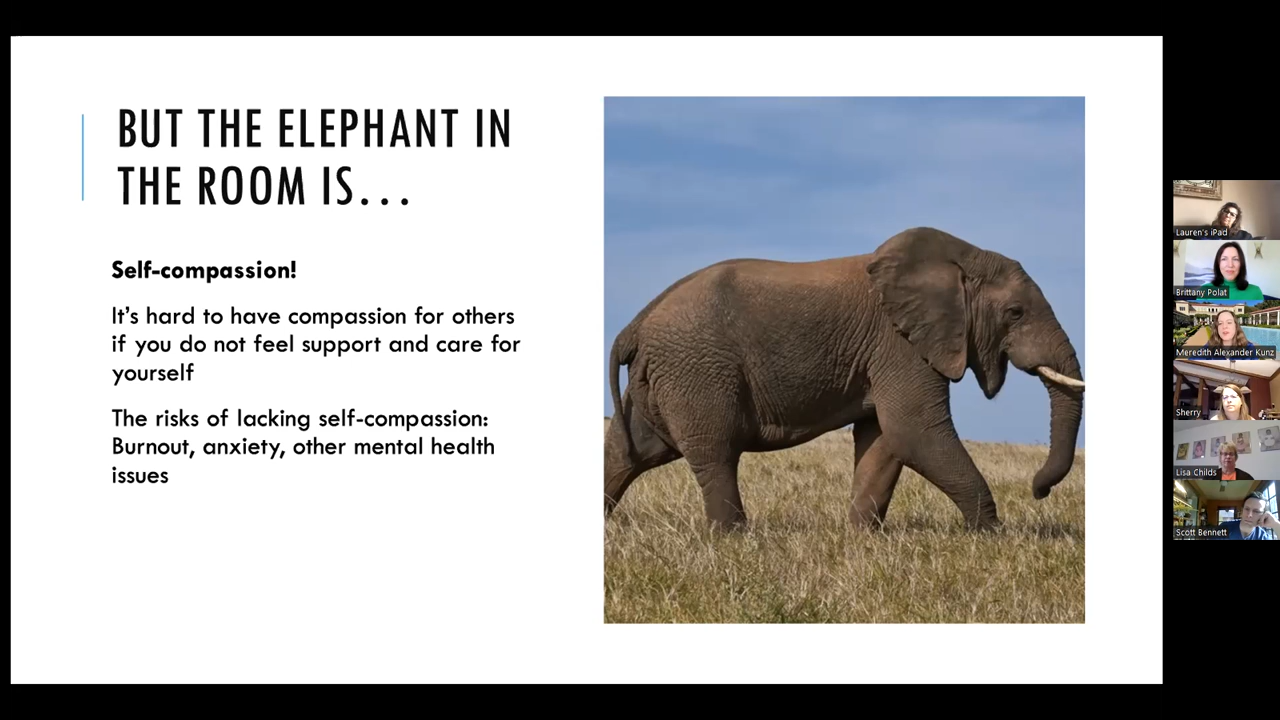 BUT THE ELEPHANT IN
THE ROOM IS...
Self-compassion!
It's hard to have compassion for others
if you do not feel support and care for
yourself
The risks of lacking self-compassion:
Burnout, anxiety, other mental health
issues
Lauren's iPad
Brittany Polat
Meredith Alexander Kunz
Sherry
Lisa Childs
Scott Bennett